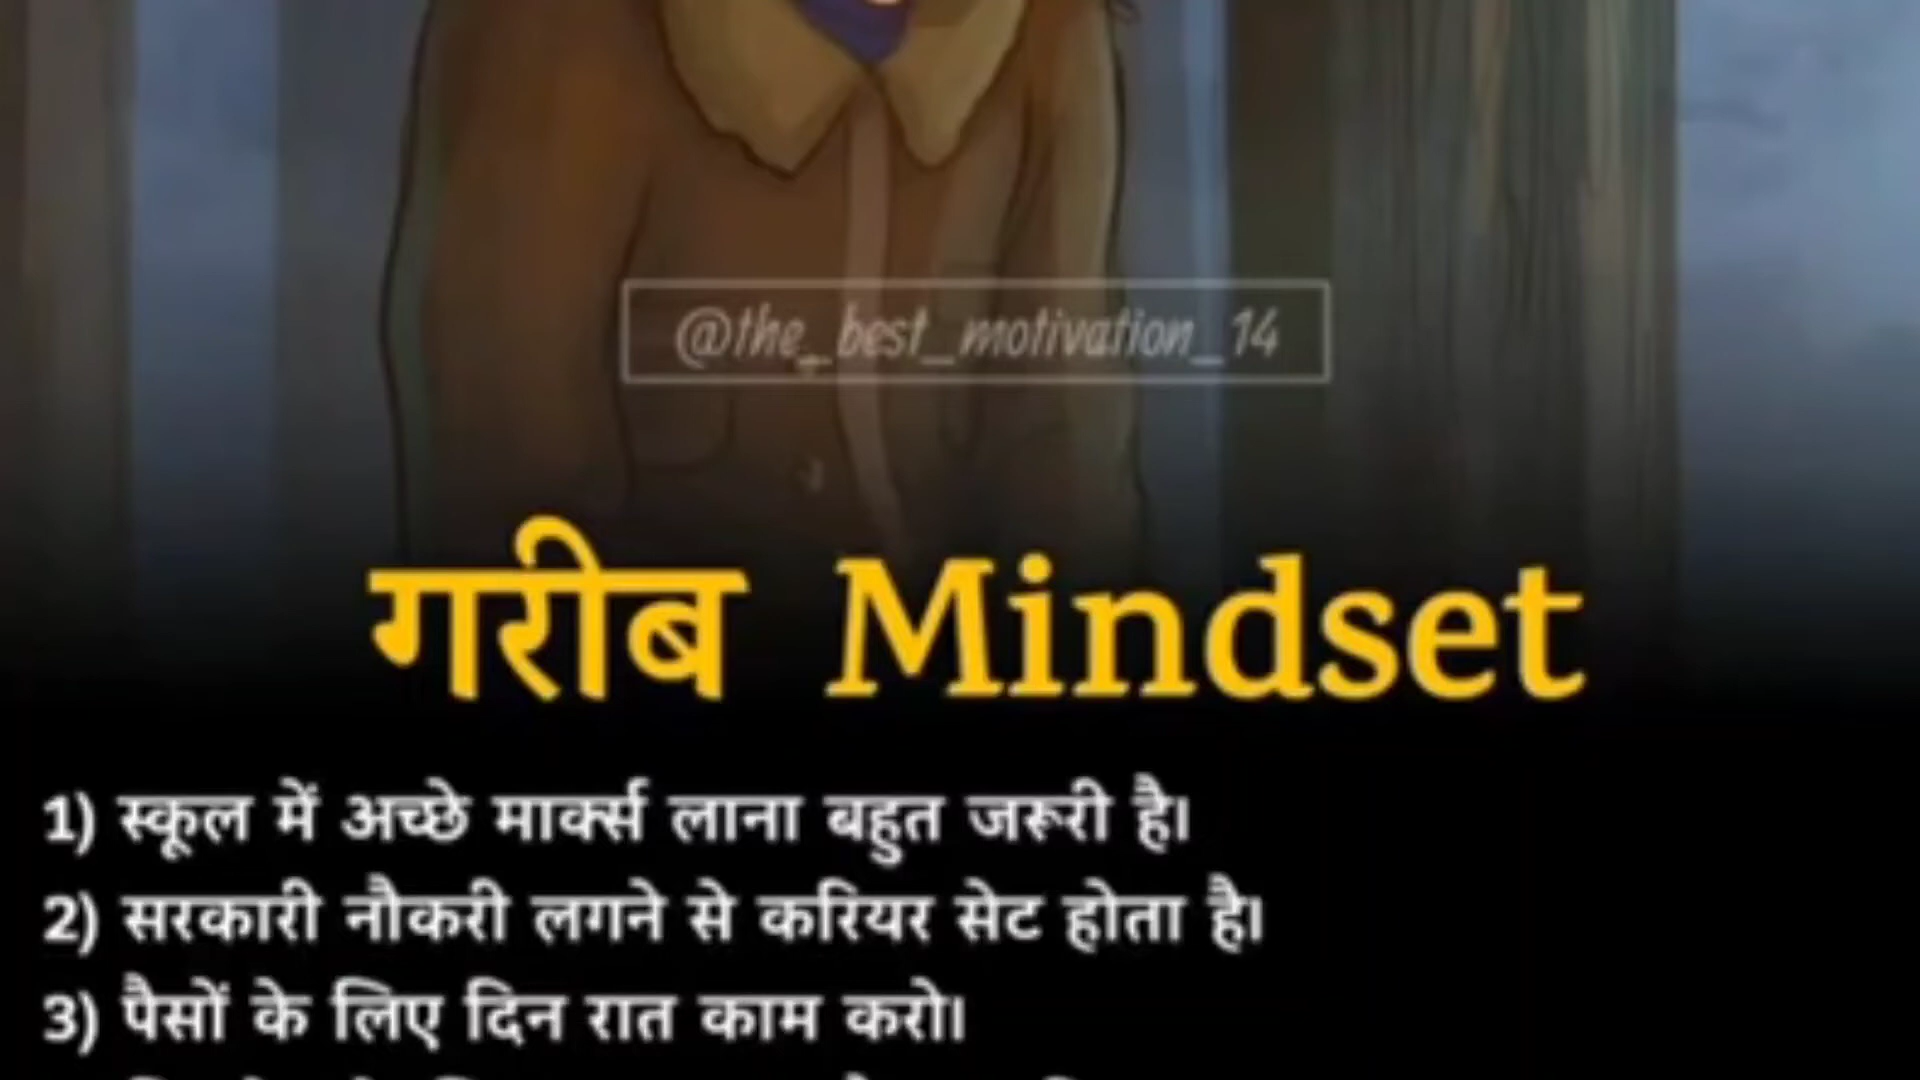 @the_best_motivation_14
गरीब Mindset
1) स्कूल में अच्छे मार्क्स लाना बहुत जरूरी है।
2) सरकारी नौकरी लगने से करियर सेट होता है।
3) पैसों के लिए दिन रात काम करो।